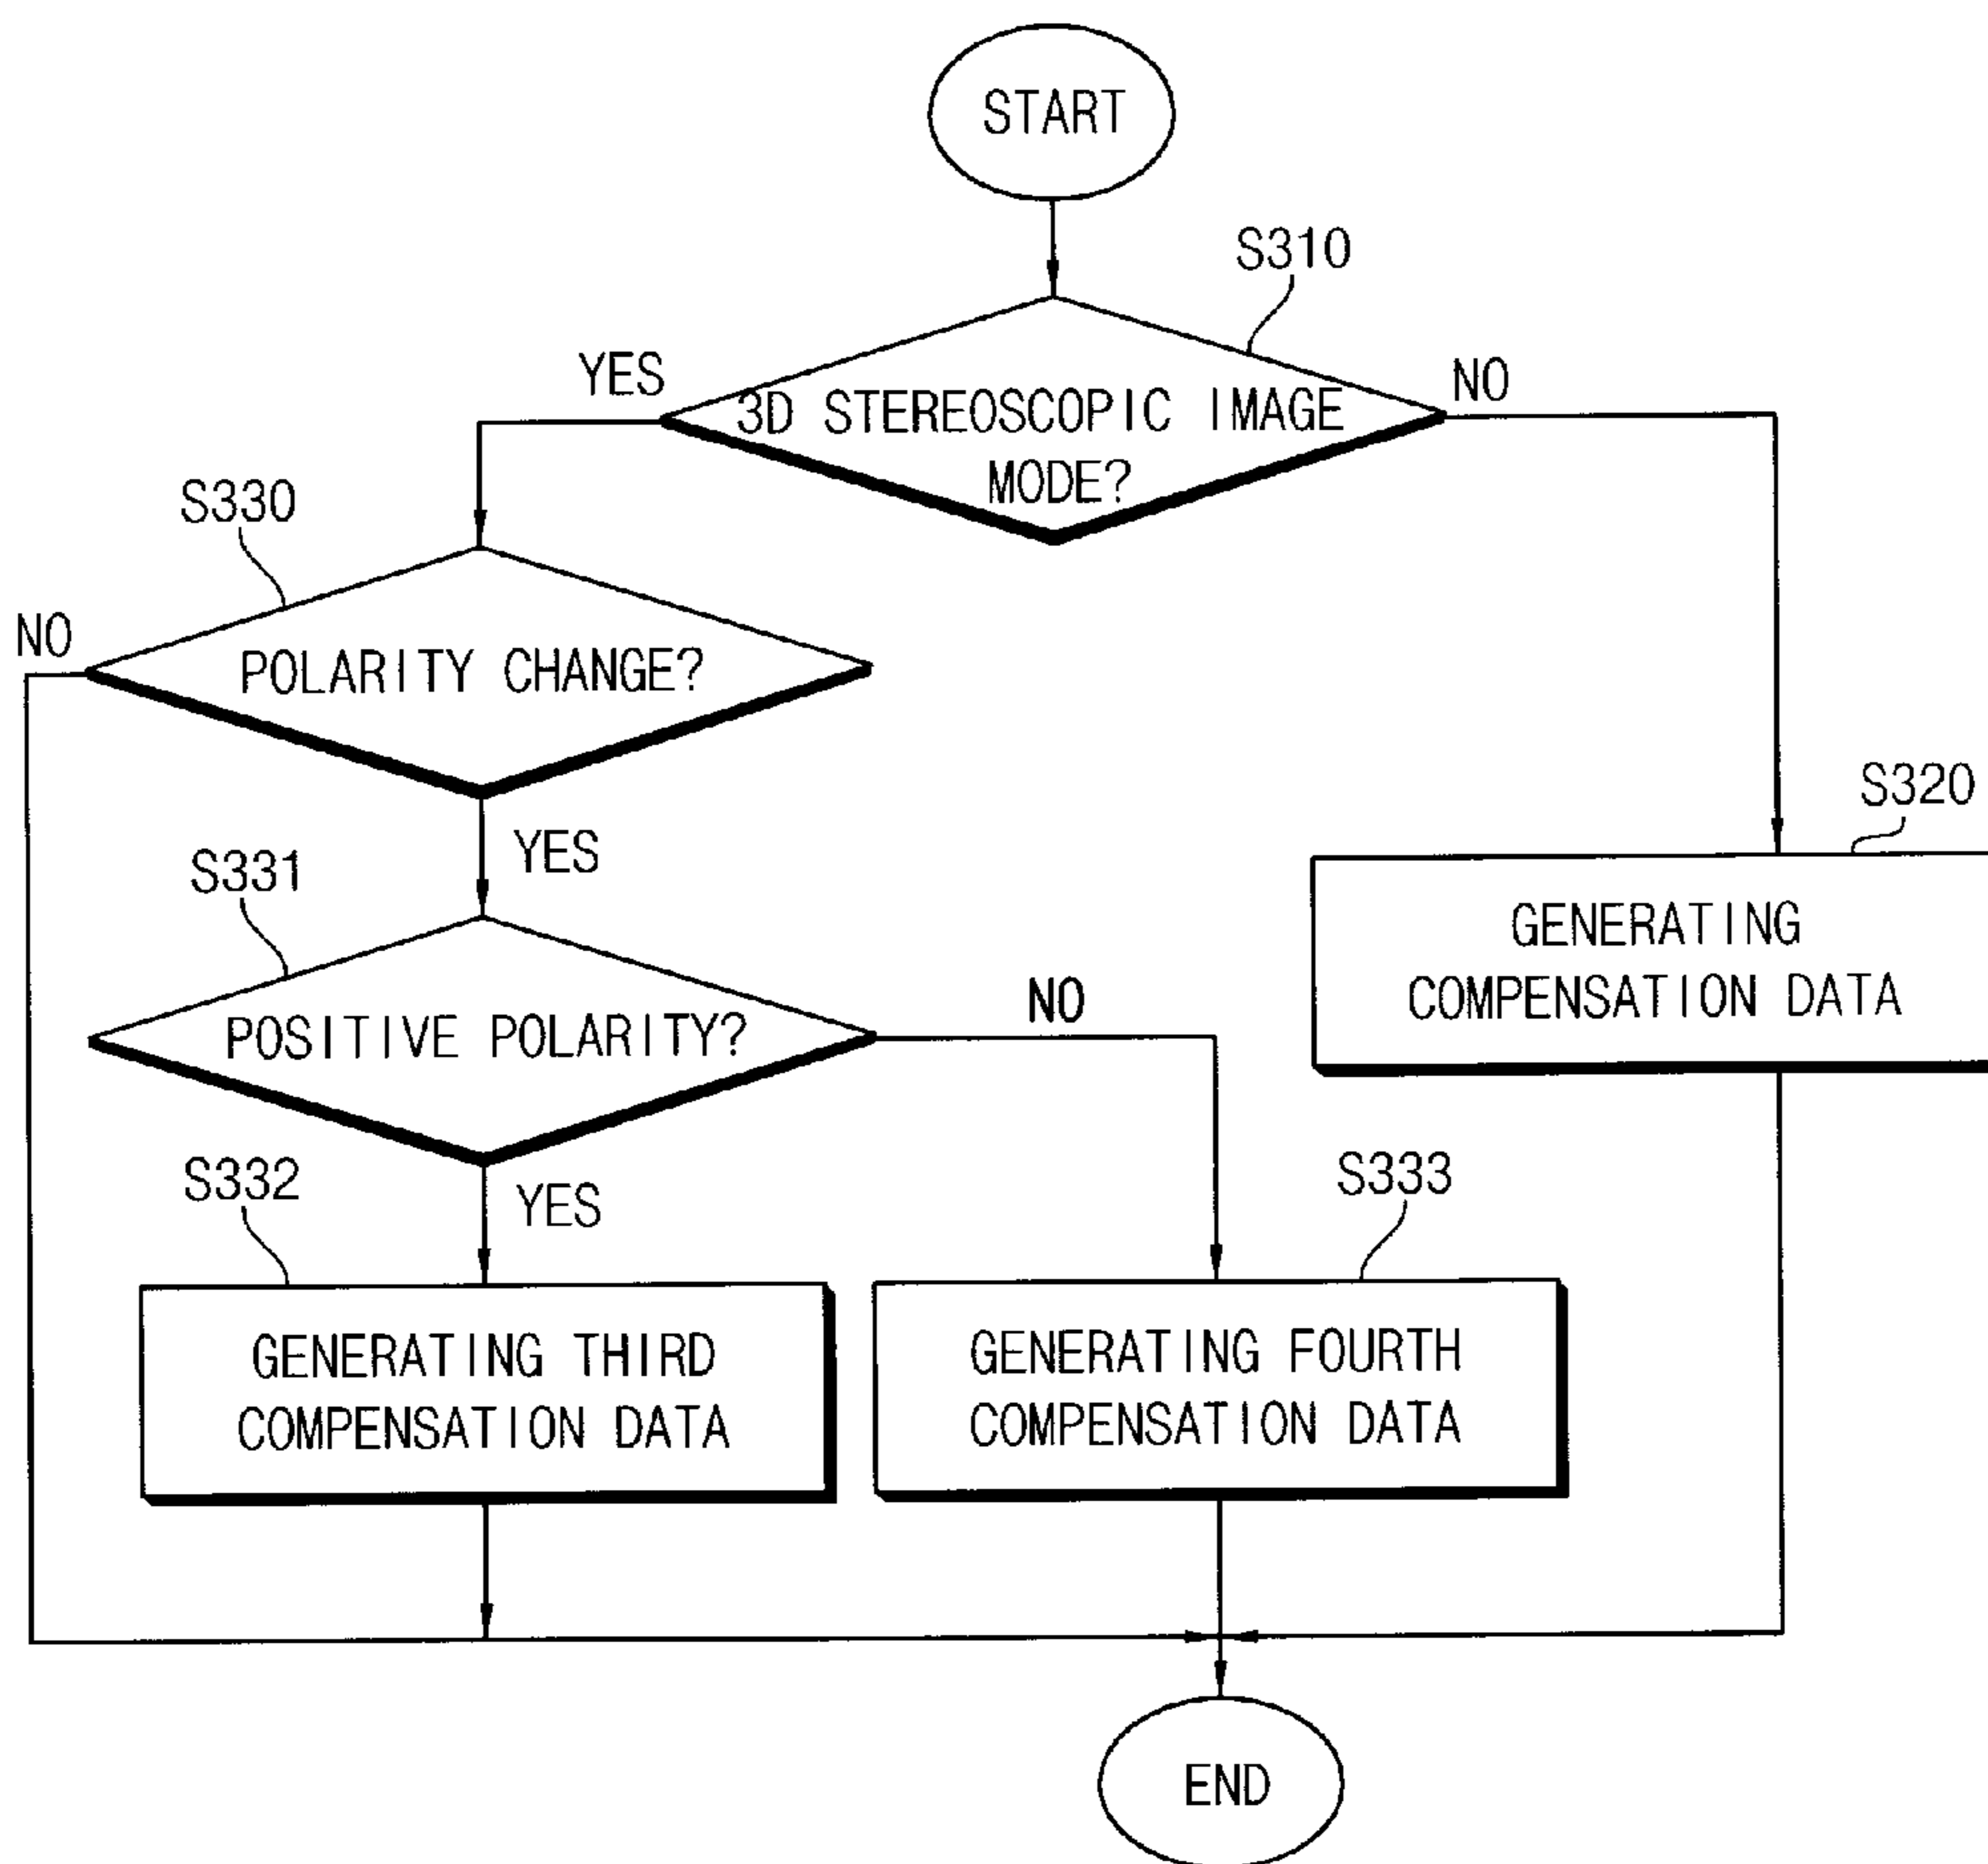 START
S310
YES
NO
3D STEREOSCOPIC IMAGE
MODE?
S330
NO
POLARITY CHANGE?
S320
YES
S331
GENERATING
COMPENSATION DATA
NO
POSITIVE POLARITY?
S332
YES
S333
GENERATING THIRD
COMPENSATION DATA
GENERATING FOURTH
COMPENSATION DATA
END